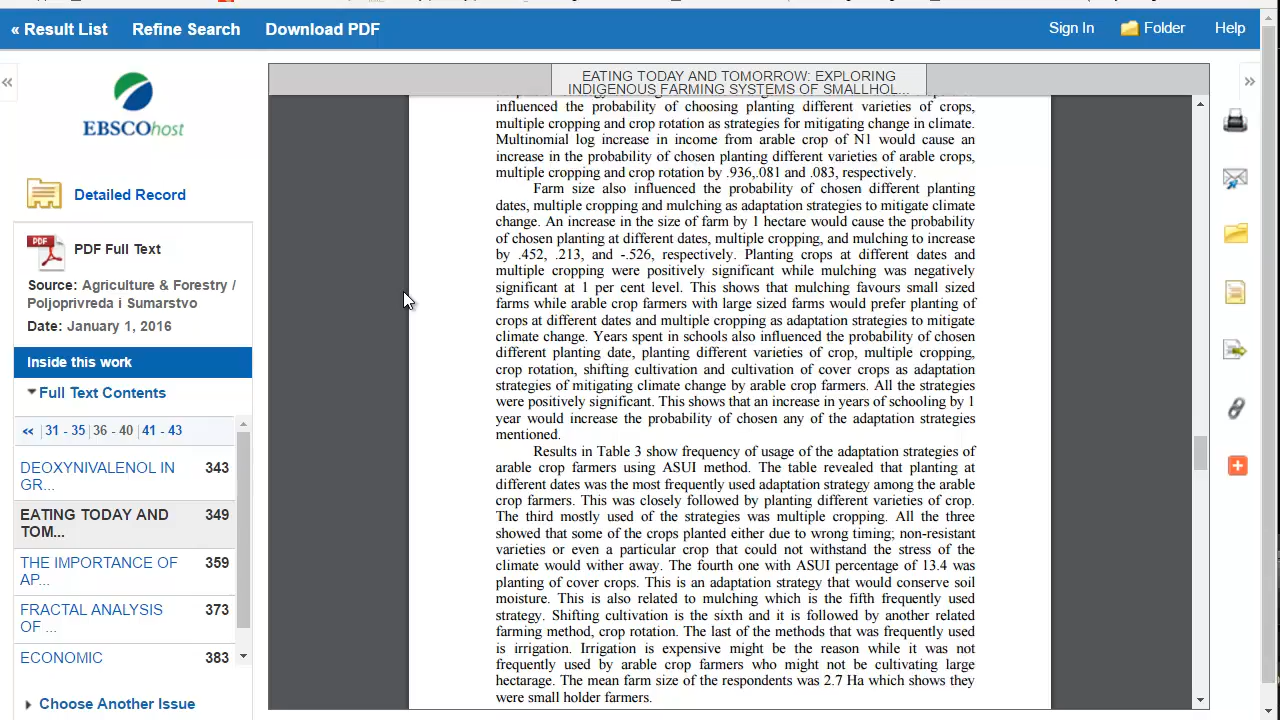 « Result List Refine Search Download PDF Sign In Folder Help
«
EBSCOhost
Detailed Record
PDF PDF Full Text
Source: Agriculture & Forestry /
Poljoprivreda i Sumarstvo
Date: January 1, 2016
Inside this work
Full Text Contents
« | 31 - 35 | 36 - 40 | 41 - 43
DEOXYNIVALENOL IN 343
GR...
EATING TODAY AND 349
TOM...
THE IMPORTANCE OF 359
AP...
FRACTAL ANALYSIS 373
OF ...
ECONOMIC 383
Choose Another Issue
EATING TODAY AND TOMORROW: EXPLORING
INDIGENOUS FARMING SYSTEMS OF SMALLHOL...
influenced the probability of choosing planting different varieties of crops,
multiple cropping and crop rotation as strategies for mitigating change in climate.
Multinomial log increase in income from arable crop of N1 would cause an
increase in the probability of chosen planting different varieties of arable crops,
multiple cropping and crop rotation by .936,.081 and .083, respectively.
Farm size also influenced the probability of chosen different planting
dates, multiple cropping and mulching as adaptation strategies to mitigate climate
change. An increase in the size of farm by 1 hectare would cause the probability
of chosen planting at different dates, multiple cropping, and mulching to increase
by .452, .213, and -.526, respectively. Planting crops at different dates and
multiple cropping were positively significant while mulching was negatively
significant at 1 per cent level. This shows that mulching favours small sized
farms while arable crop farmers with large sized farms would prefer planting of
crops at different dates and multiple cropping as adaptation strategies to mitigate
climate change. Years spent in schools also influenced the probability of chosen
different planting date, planting different varieties of crop, multiple cropping,
crop rotation, shifting cultivation and cultivation of cover crops as adaptation
strategies of mitigating climate change by arable crop farmers. All the strategies
were positively significant. This shows that an increase in years of schooling by 1
year would increase the probability of chosen any of the adaptation strategies
mentioned.
Results in Table 3 show frequency of usage of the adaptation strategies of
arable crop farmers using ASUI method. The table revealed that planting at
different dates was the most frequently used adaptation strategy among the arable
crop farmers. This was closely followed by planting different varieties of crop.
The third mostly used of the strategies was multiple cropping. All the three
showed that some of the crops planted either due to wrong timing; non-resistant
varieties or even a particular crop that could not withstand the stress of the
climate would wither away. The fourth one with ASUI percentage of 13.4 was
planting of cover crops. This is an adaptation strategy that would conserve soil
moisture. This is also related to mulching which is the fifth frequently used
strategy. Shifting cultivation is the sixth and it is followed by another related
farming method, crop rotation. The last of the methods that was frequently used
is irrigation. Irrigation is expensive might be the reason while it was not
frequently used by arable crop farmers who might not be cultivating large
hectarage. The mean farm size of the respondents was 2.7 Ha which shows they
were small holder farmers.
»